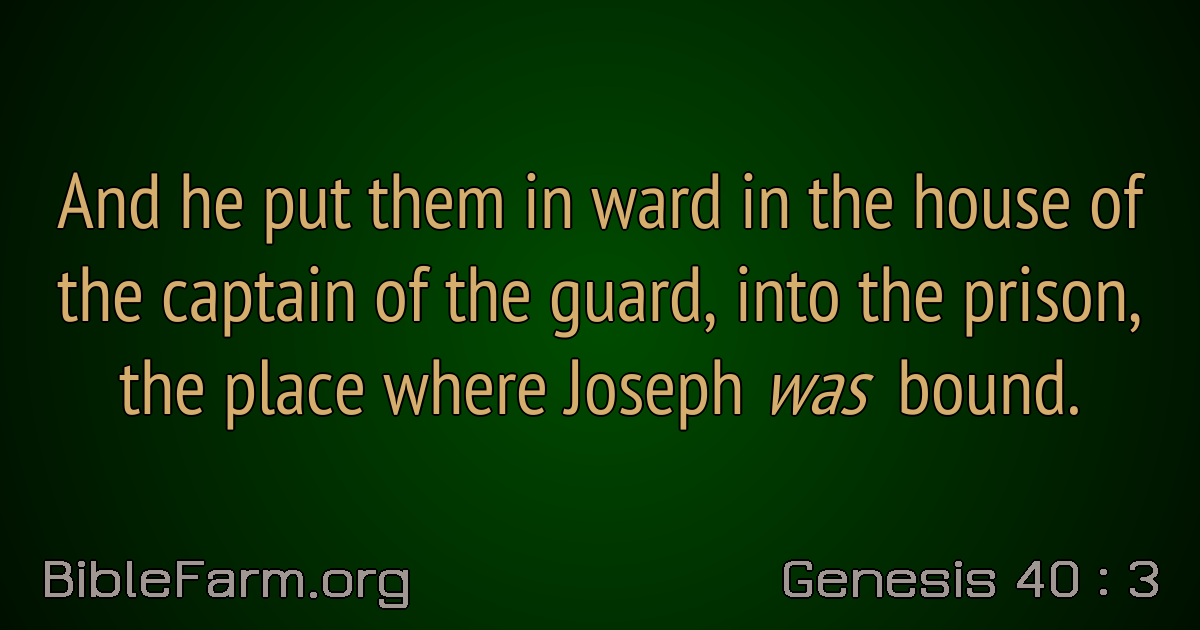 And he put them in ward in the house of
the captain of the guard, into the prison,
the place where Joseph was bound.
BibleFarm.org
Genesis 40 : 3